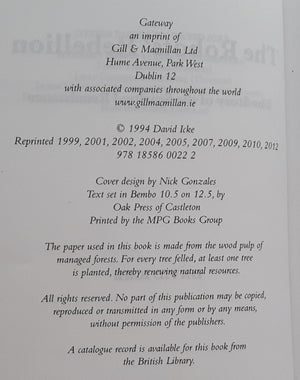 Gateway
an imprint of
Gill & Macmillan Ltd
Hume Avenue, Park West
Dublin 12
with associated companies throughout the world
www.gillmacmillan.ie
© 1994 David Icke
Reprinted 1999, 2001, 2002, 2004, 2005, 2007, 2009, 2010, 2012
978 18586 0022 2
Cover design by Nick Gonzales
Text set in Bembo 10.5 on 12.5, by
Oak Press of Castleton
Printed by the MPG Books Group
The paper used in this book is made from the wood pulp of
managed forests. For every tree felled, at least one tree
is planted, thereby renewing natural resources.
All rights reserved. No part of this publication may be copied,
reproduced or transmitted in any form or by any means,
without permission of the publishers.
A catalogue record is available for this book from
the British Library.